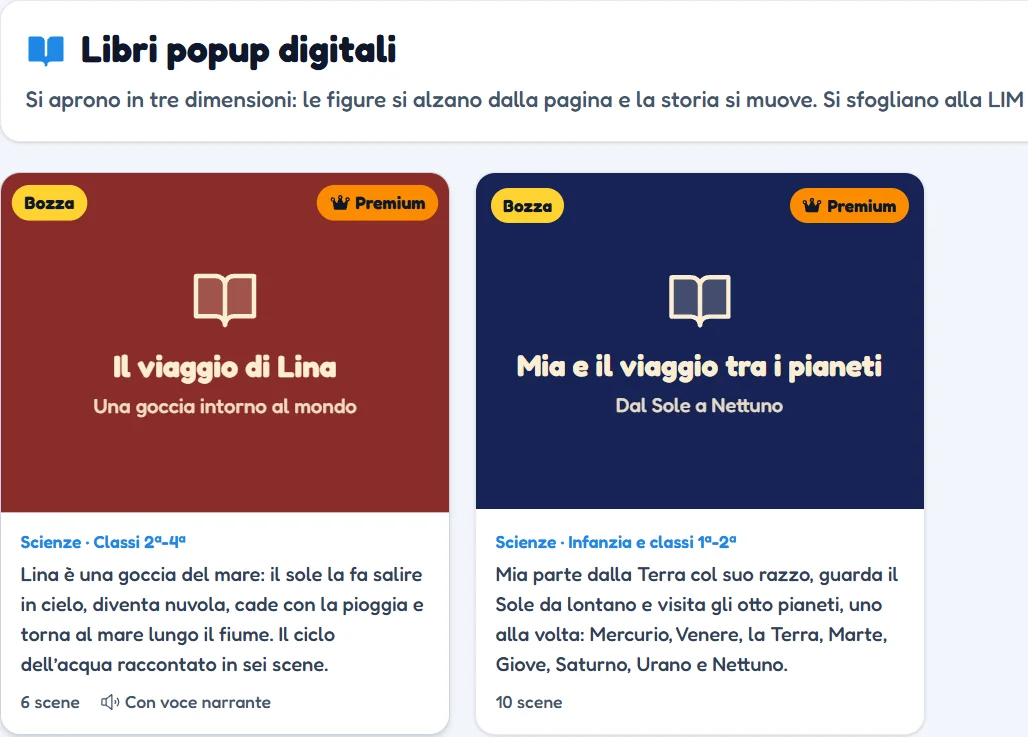 Libri popup digitali
Si aprono in tre dimensioni: le figure si alzano dalla pagina e la storia si muove. Si sfogliano alla LIM
Bozza
Premium
Il viaggio di Lina
Una goccia intorno al mondo
Scienze · Classi 2ª-4ª
Lina è una goccia del mare: il sole la fa salire
in cielo, diventa nuvola, cade con la pioggia e
torna al mare lungo il fiume. Il ciclo
dell'acqua raccontato in sei scene.
6 scene
Con voce narrante
Bozza
Premium
Mia e il viaggio tra i pianeti
Dal Sole a Nettuno
Scienze · Infanzia e classi 1ª-2ª
Mia parte dalla Terra col suo razzo, guarda il
Sole da lontano e visita gli otto pianeti, uno
alla volta: Mercurio, Venere, la Terra, Marte,
Giove, Saturno, Urano e Nettuno.
10 scene